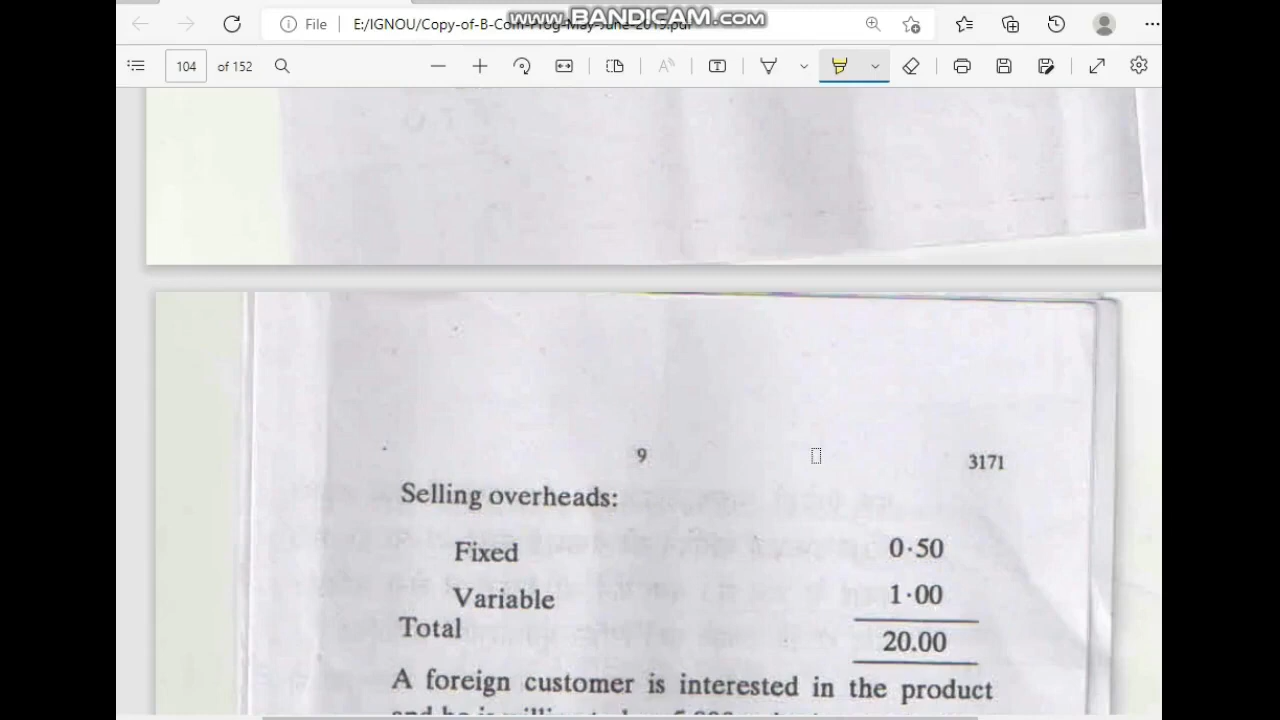 www.BANDICAM.com
File E:/IGNOU/Copy-of-B-Com-Prog-May-June-2019.pdf
104 of 152
9 3171
Selling overheads:
Fixed 0·50
Variable 1·00
Total 20.00
A foreign customer is interested in the product